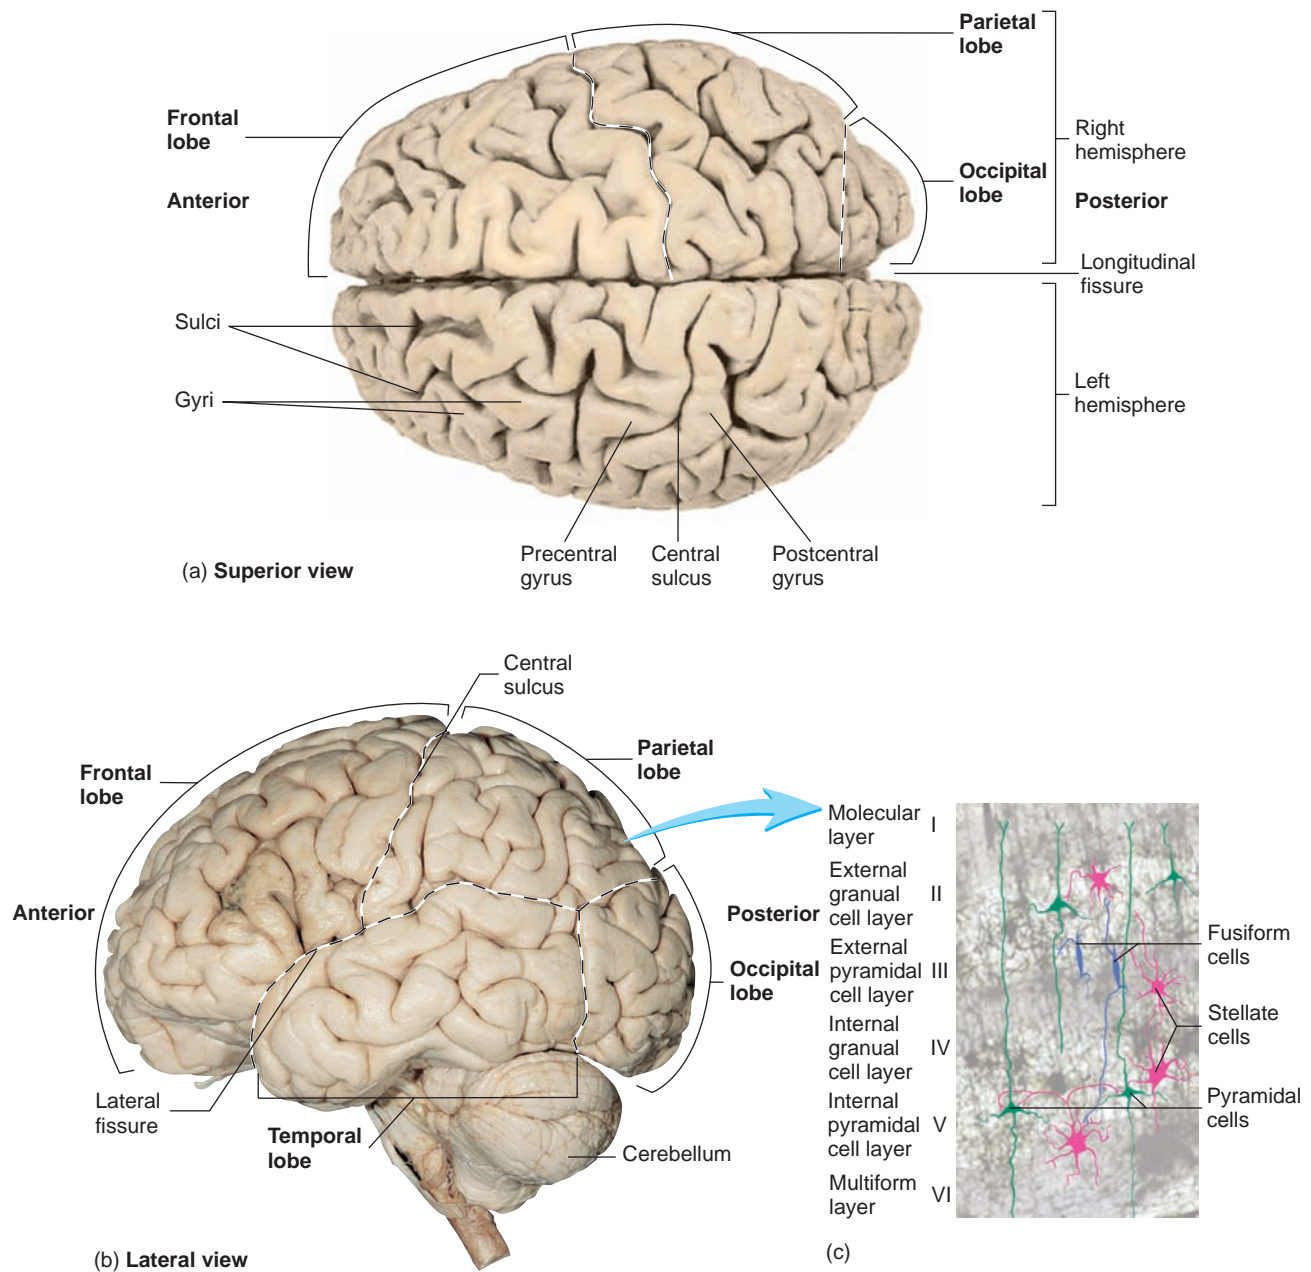 Parietal
lobe
Frontal
lobe
Right
hemisphere
Occipital
lobe
Anterior
Posterior
Longitudinal
fissure
Sulci
Gyri
Left
hemisphere
Precentral
gyrus
Central
sulcus
Postcentral
gyrus
(a) Superior view
Central
sulcus
Parietal
lobe
Frontal
lobe
Anterior
Posterior
Occipital
lobe
Lateral
fissure
Temporal
lobe
Cerebellum
(b) Lateral view
Molecular
layer
I
External
granual
cell layer
II
External
pyramidal
cell layer
III
Internal
granual
cell layer
IV
Internal
pyramidal
cell layer
V
Multiform
layer
VI
Fusiform
cells
Stellate
cells
Pyramidal
cells
(c)